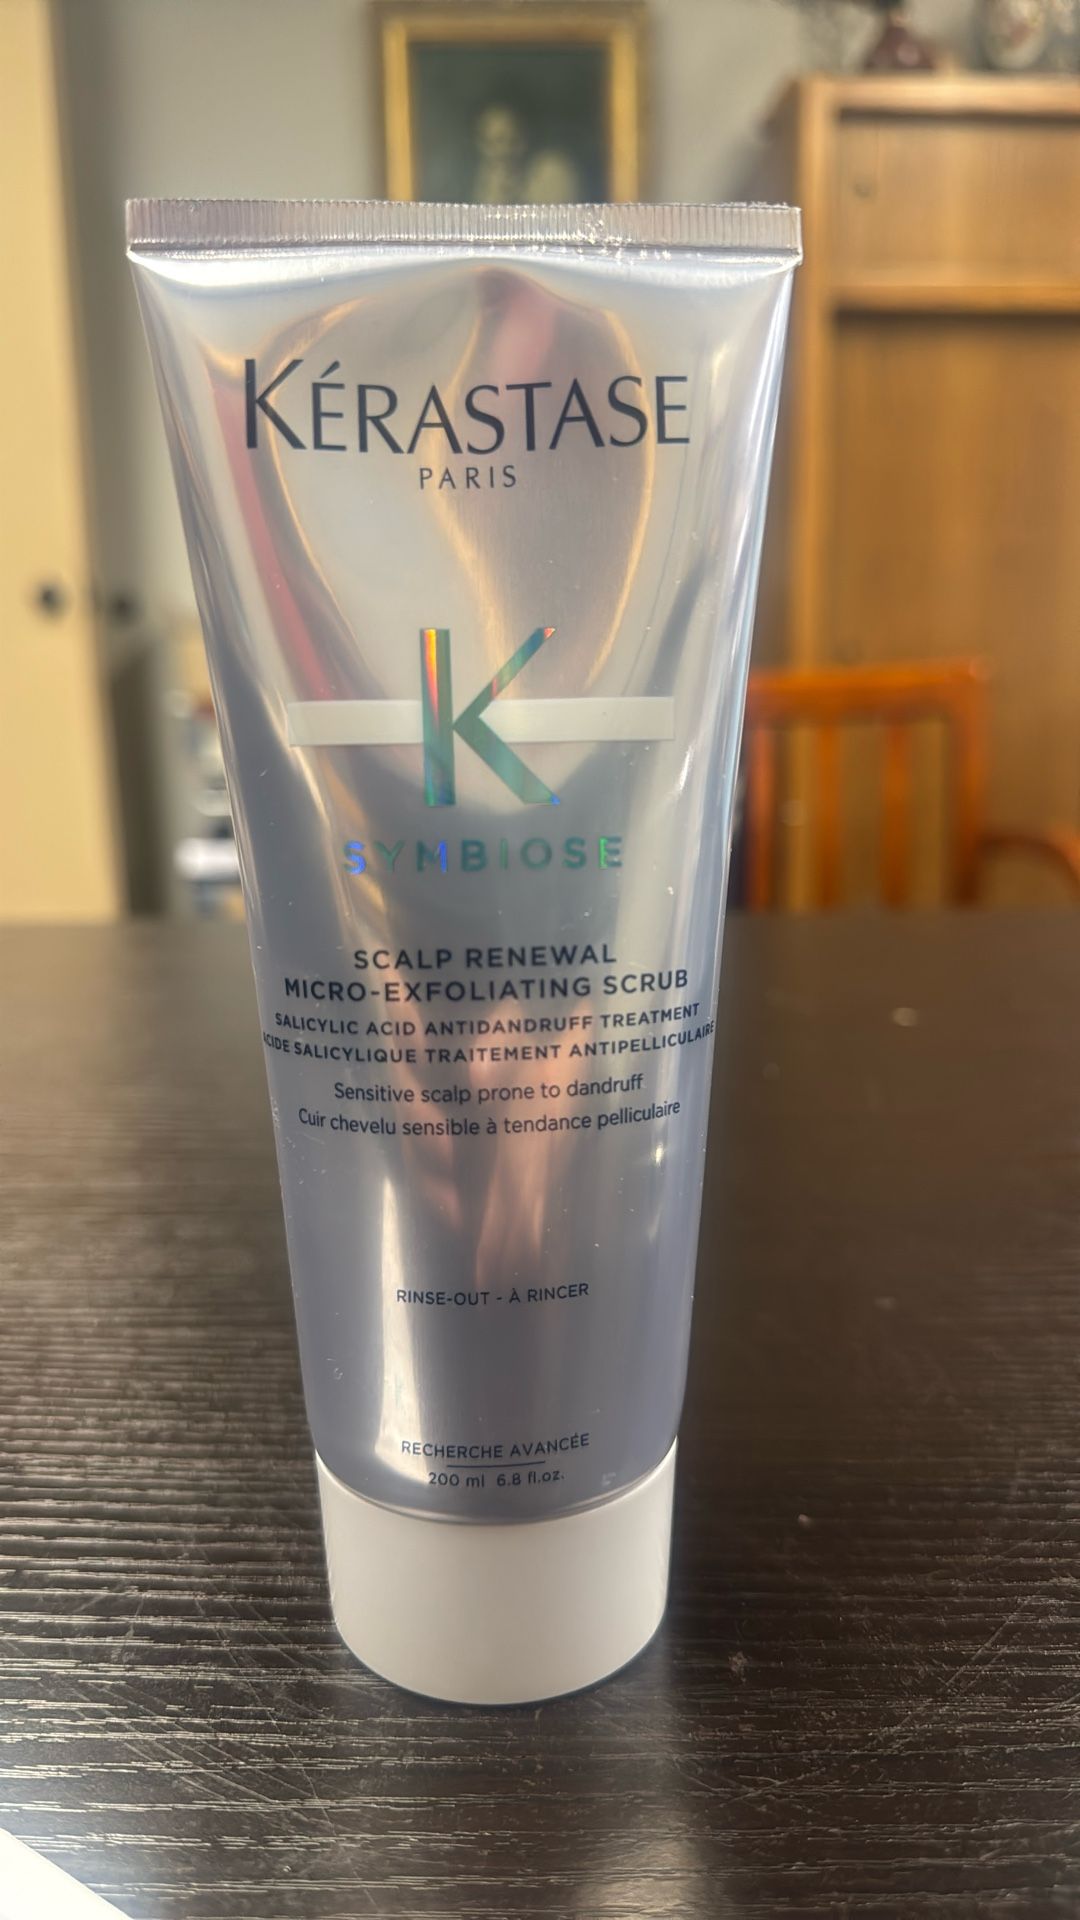 KÉRASTASE
PARIS
K
SYMBIOSE
SCALP RENEWAL
MICRO-EXFOLIATING SCRUB
SALICYLIC ACID ANTIDANDRUFF TREATMENT
ACIDE SALICYLIQUE TRAITEMENT ANTIPELLICULAIRE
Sensitive scalp prone to dandruff
Cuir chevelu sensible à tendance pelliculaire
RINSE-OUT - À RINCER
RECHERCHE AVANCÉE
200 ml 6.8 fl.oz.